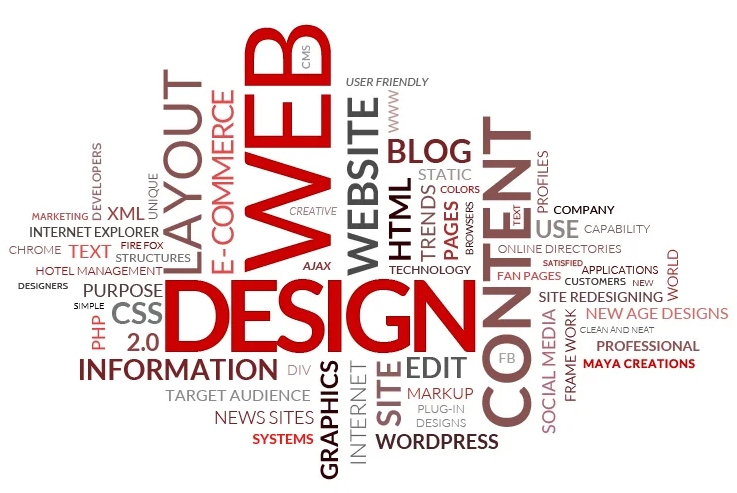 WEB
CMS
USER FRIENDLY
LAYOUT
E- COMMERCE
WEBSITE
WWW
BLOG
STATIC
CONTENT
TEXT
PROFILES
DEVELOPERS
UNIQUE
MARKETING
XML
CREATIVE
HTML
TRENDS
COLORS
PAGES
BROWSERS
COMPANY
USE
CAPABILITY
INTERNET EXPLORER
CHROME
TEXT
FIRE FOX
STRUCTURES
AJAX
TECHNOLOGY
ONLINE DIRECTORIES
SATISFIED
FAN PAGES
APPLICATIONS
WORLD
HOTEL MANAGEMENT
DESIGNERS
PURPOSE
DESIGN
CUSTOMERS
NEW
SITE REDESIGNING
SIMPLE
CSS
PHP
2.0
NEW AGE DESIGNS
CLEAN AND NEAT
SOCIAL MEDIA
FRAME WORK
PROFESSIONAL
MAYA CREATIONS
INFORMATION
DIV
GRAPHICS
INTERNET
SITE
EDIT
FB
TARGET AUDIENCE
MARKUP
NEWS SITES
PLUG-IN
DESIGNS
SYSTEMS
WORDPRESS